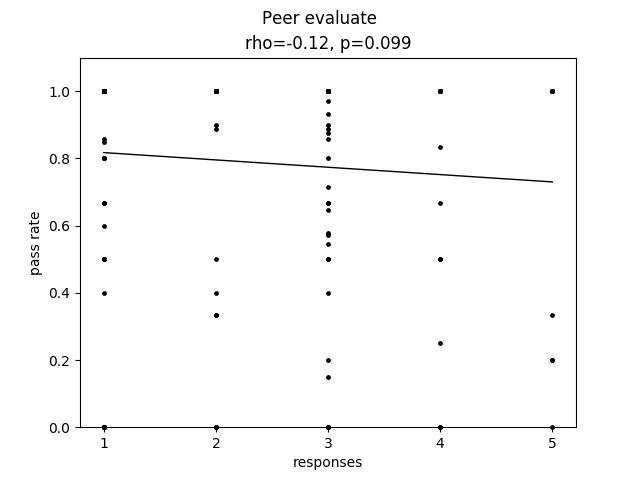 Peer evaluate
rho=-0.12, p=0.099
1.0
0.8
0.6
0.4
0.2
0.0
pass rate
1 2 3 4 5
responses